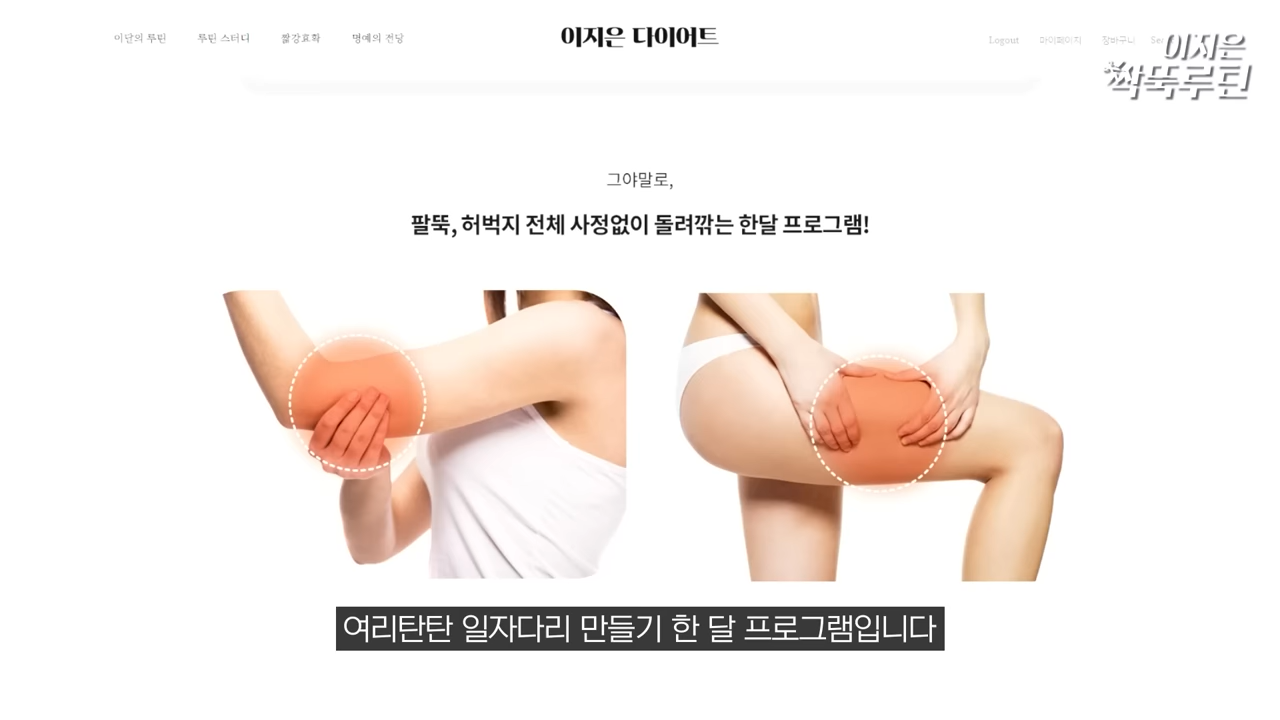 이달의 루틴 루틴 스터디 짤강효확 명예의 전당
이지은 다이어트
Logout 마이페이지 장바구니
이지은
싹뚝루틴
그야말로,
팔뚝, 허벅지 전체 사정없이 돌려깎는 한달 프로그램!
여리탄탄 일자다리 만들기 한 달 프로그램입니다